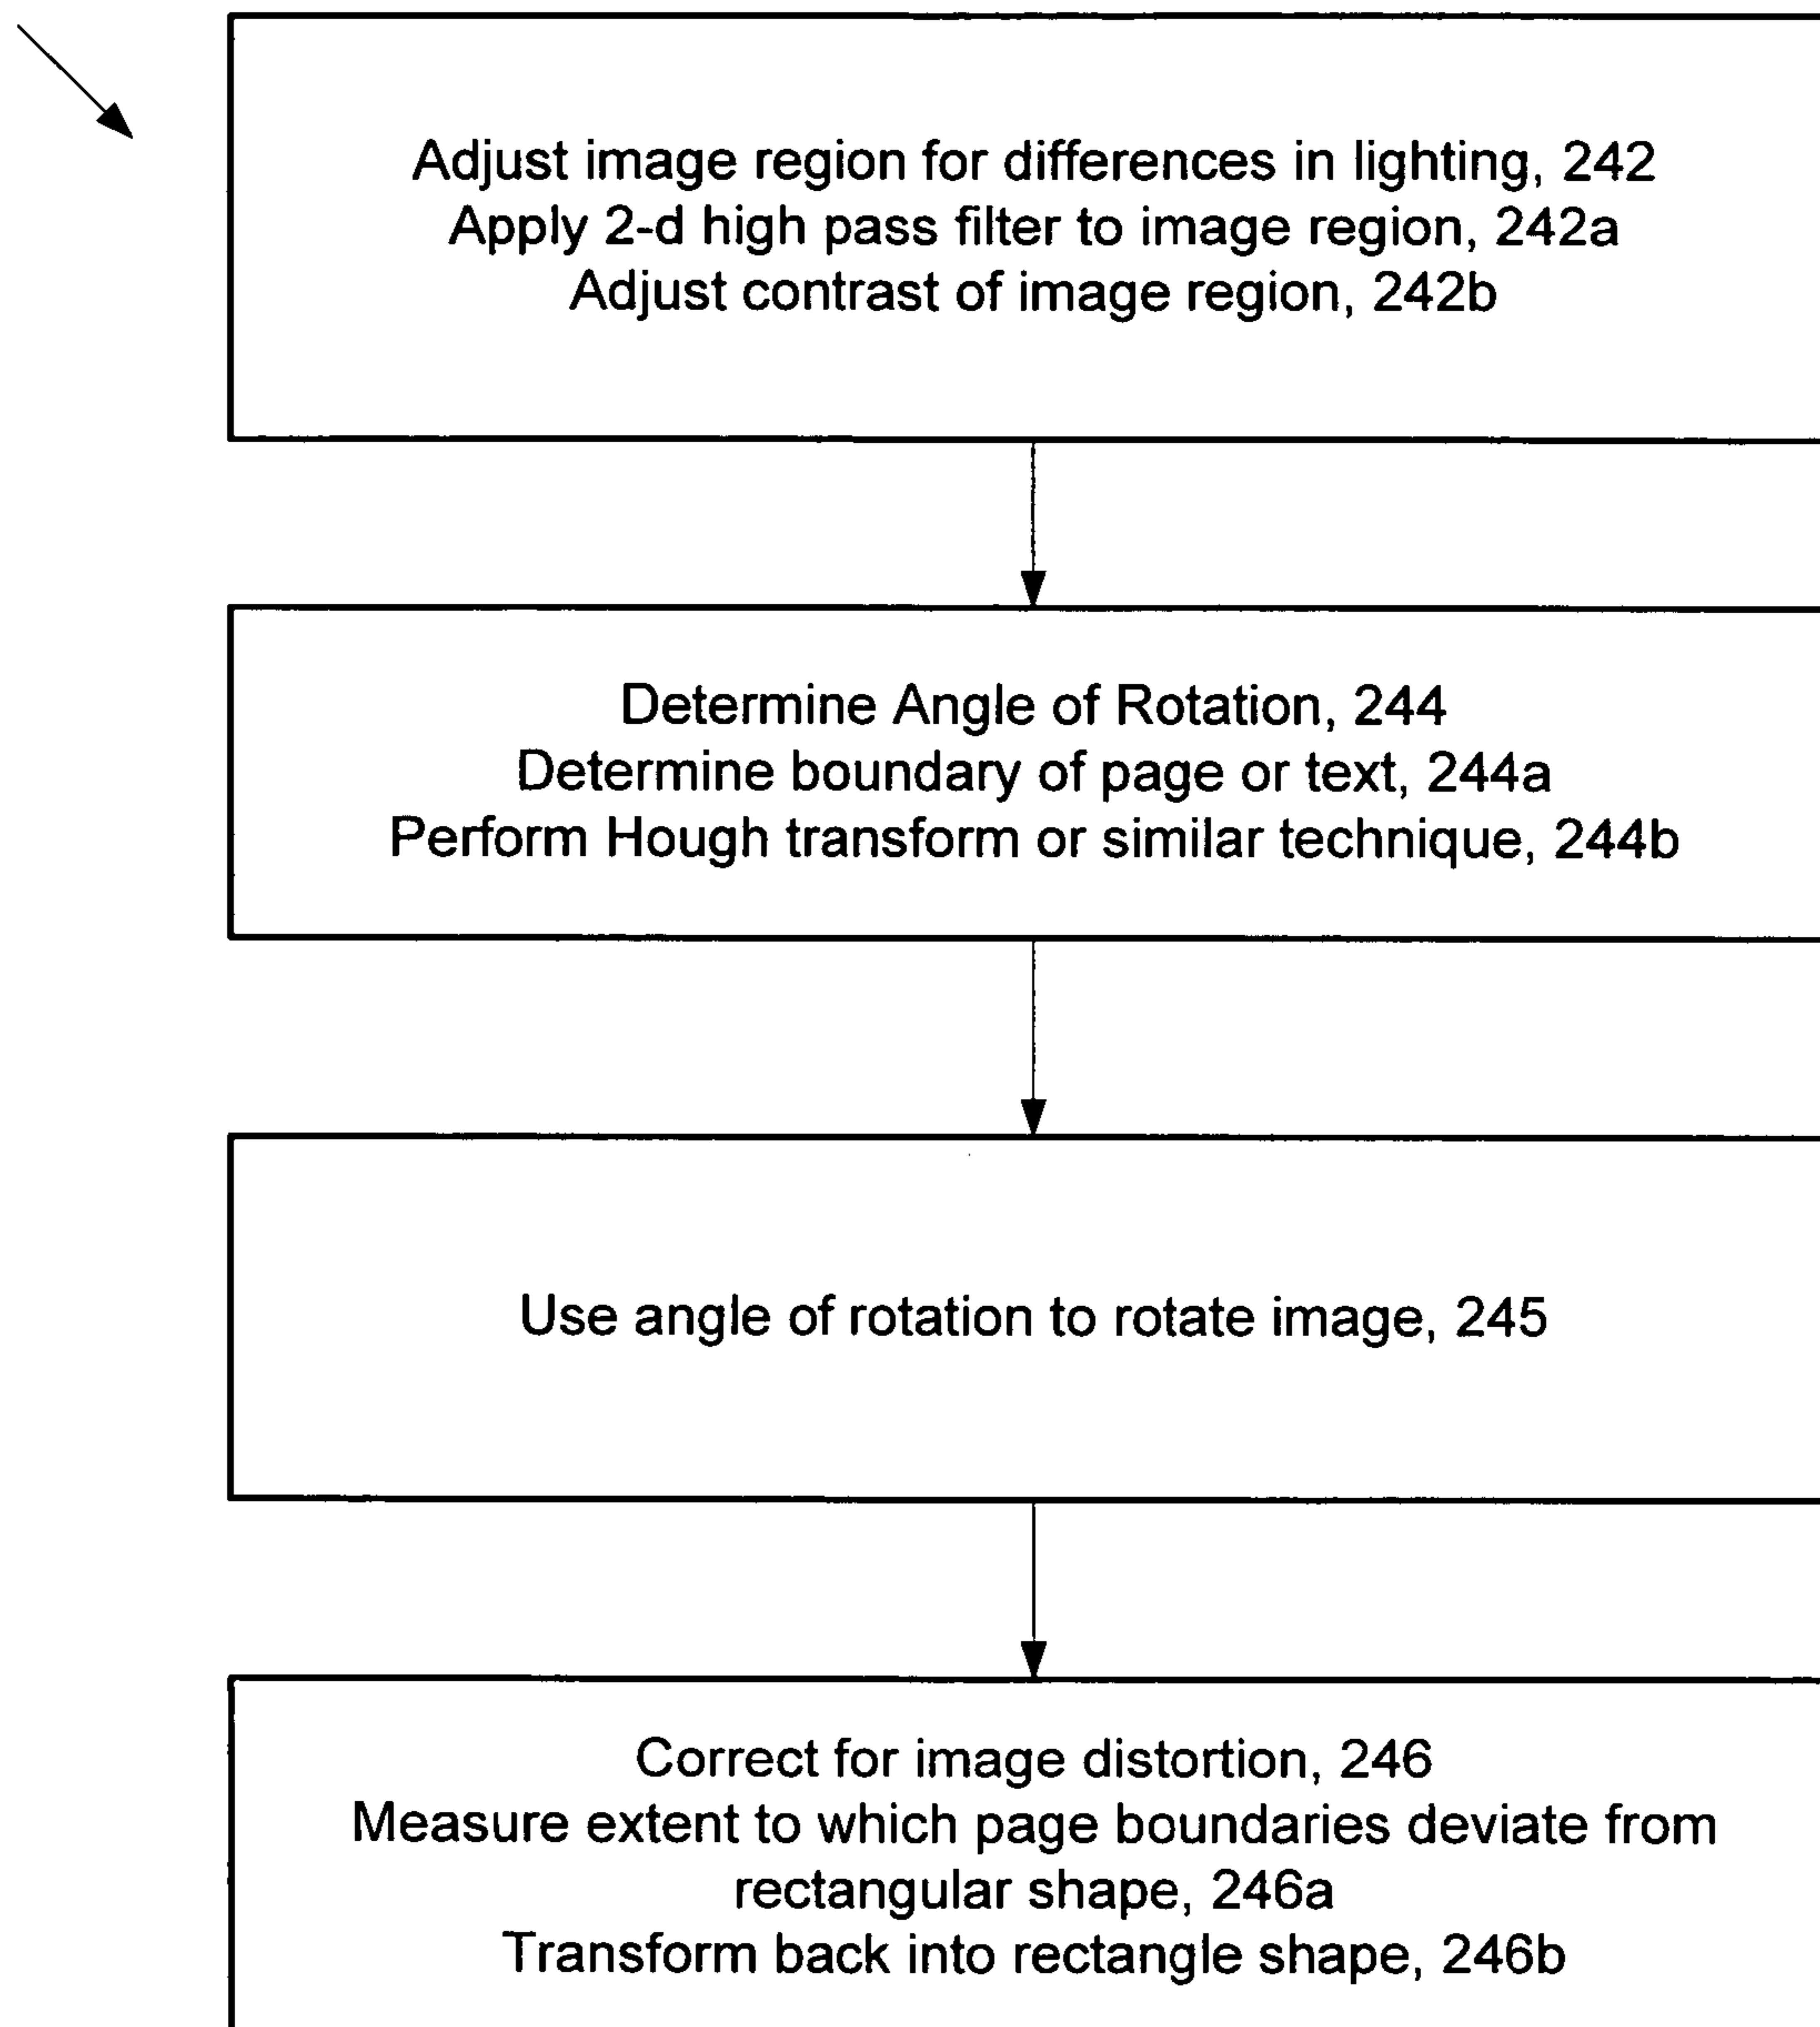 Adjust image region for differences in lighting, 242
Apply 2-d high pass filter to image region, 242a
Adjust contrast of image region, 242b
Determine Angle of Rotation, 244
Determine boundary of page or text, 244a
Perform Hough transform or similar technique, 244b
Use angle of rotation to rotate image, 245
Correct for image distortion, 246
Measure extent to which page boundaries deviate from
rectangular shape, 246a
Transform back into rectangle shape, 246b